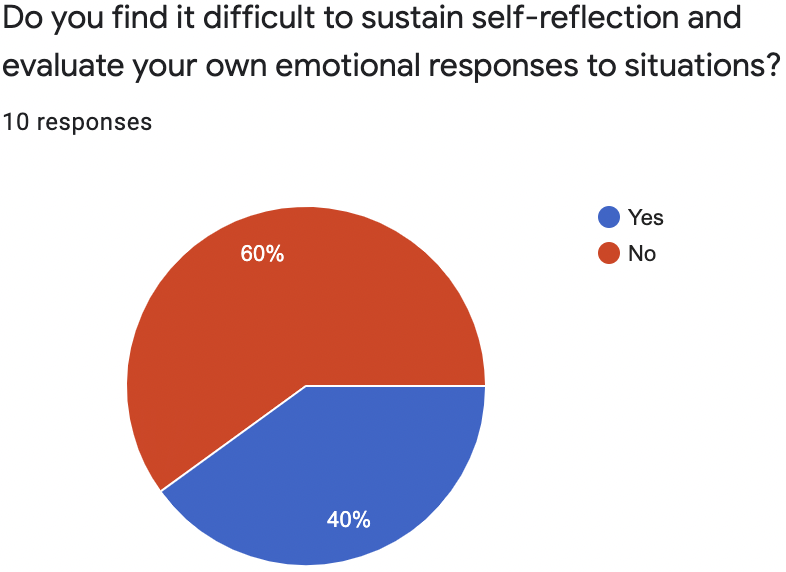 Do you find it difficult to sustain self-reflection and
evaluate your own emotional responses to situations?
10 responses
Yes
No
60%
40%